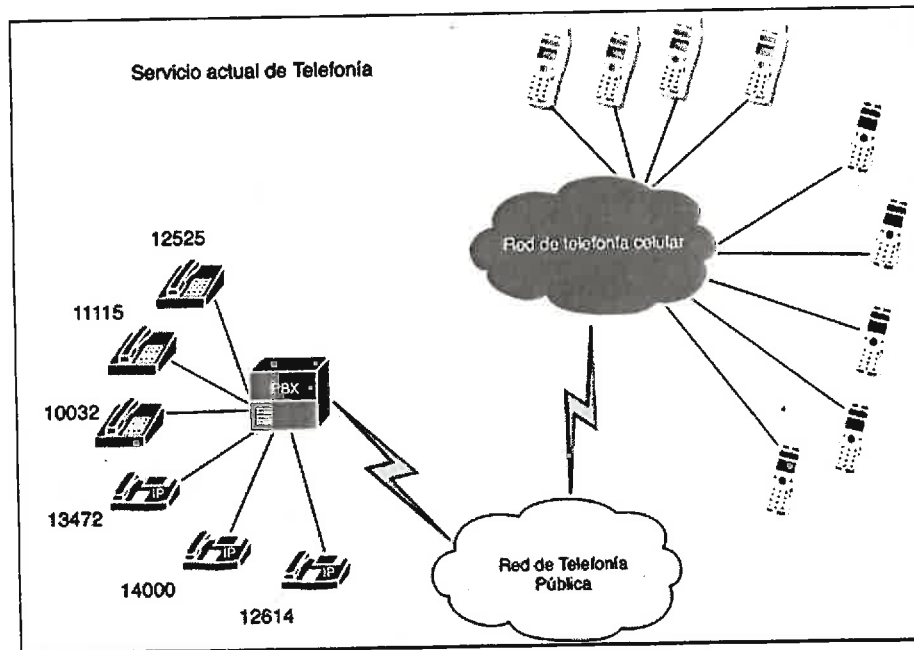 Servicio actual de Telefonía
Red de telefonía celular
12525
11115
PBX
10032
IP
13472
IP
14000
IP
12614
Red de Telefonía
Pública